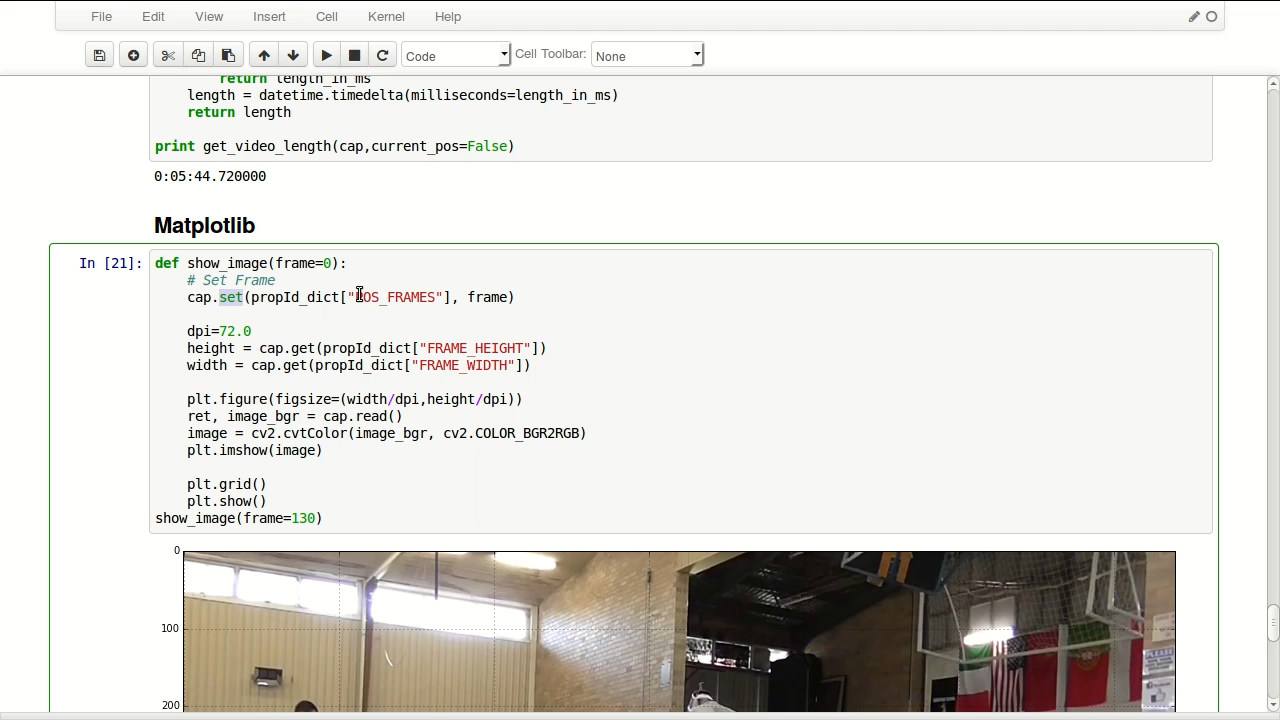 File Edit View Insert Cell Kernel Help
Code Cell Toolbar: None
return length_in_ms
length = datetime.timedelta(milliseconds=length_in_ms)
return length
print get_video_length(cap,current_pos=False)
0:05:44.720000
Matplotlib
In [21]: def show_image(frame=0):
# Set Frame
cap.set(propId_dict["POS_FRAMES"], frame)
dpi=72.0
height = cap.get(propId_dict["FRAME_HEIGHT"])
width = cap.get(propId_dict["FRAME_WIDTH"])
plt.figure(figsize=(width/dpi,height/dpi))
ret, image_bgr = cap.read()
image = cv2.cvtColor(image_bgr, cv2.COLOR_BGR2RGB)
plt.imshow(image)
plt.grid()
plt.show()
show_image(frame=130)
0
100
200
PLEASE